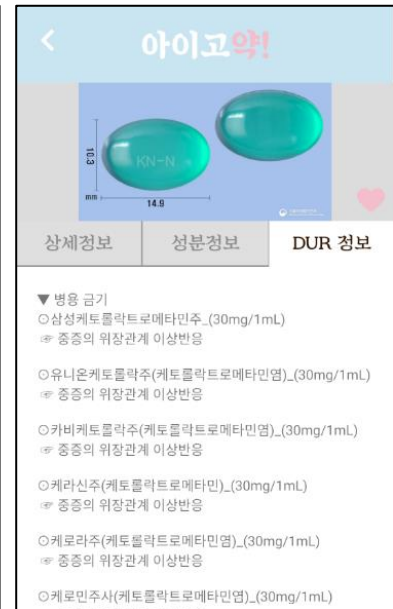 아이고약!
KN-N
10.3
mm
14.9
상세정보
성분정보
DUR 정보
▼ 병용 금기
⊙삼성케토롤락트로메타민주_(30mg/1mL)
☞ 중증의 위장관계 이상반응
⊙유니온케토롤락주(케토롤락트로메타민염)_(30mg/1mL)
☞ 중증의 위장관계 이상반응
⊙카비케토롤락주(케토롤락트로메타민염)_(30mg/1mL)
☞ 중증의 위장관계 이상반응
⊙케라신주(케토롤락트로메타민)_(30mg/1mL)
☞ 중증의 위장관계 이상반응
⊙케로라주(케토롤락트로메타민염)_(30mg/1mL)
☞ 중증의 위장관계 이상반응
⊙케로민주사(케토롤락트로메타민염)_(30mg/1mL)